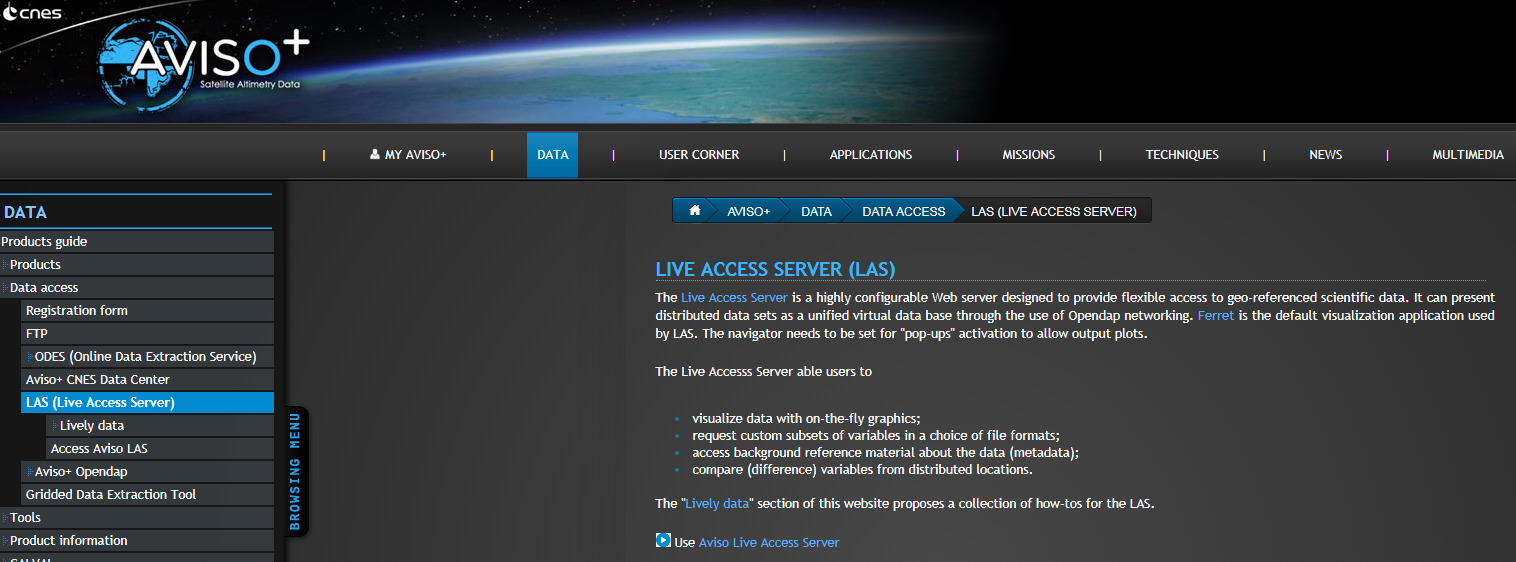 cnes
AVISO+
Satellite Altimetry Data
| MY AVISO+ | DATA | USER CORNER | APPLICATIONS | MISSIONS | TECHNIQUES | NEWS | MULTIMEDIA
DATA
Products guide
Products
Data access
Registration form
FTP
ODES (Online Data Extraction Service)
Aviso+ CNES Data Center
LAS (Live Access Server)
Lively data
Access Aviso LAS
Aviso+ Opendap
Gridded Data Extraction Tool
Tools
Product information
BROWSING MENU
AVISO+ DATA DATA ACCESS LAS (LIVE ACCESS SERVER)
LIVE ACCESS SERVER (LAS)
The Live Access Server is a highly configurable Web server designed to provide flexible access to geo-referenced scientific data. It can present
distributed data sets as a unified virtual data base through the use of Opendap networking. Ferret is the default visualization application used
by LAS. The navigator needs to be set for "pop-ups" activation to allow output plots.
The Live Accesss Server able users to
visualize data with on-the-fly graphics;
request custom subsets of variables in a choice of file formats;
access background reference material about the data (metadata);
compare (difference) variables from distributed locations.
The "Lively data" section of this website proposes a collection of how-tos for the LAS.
Use Aviso Live Access Server